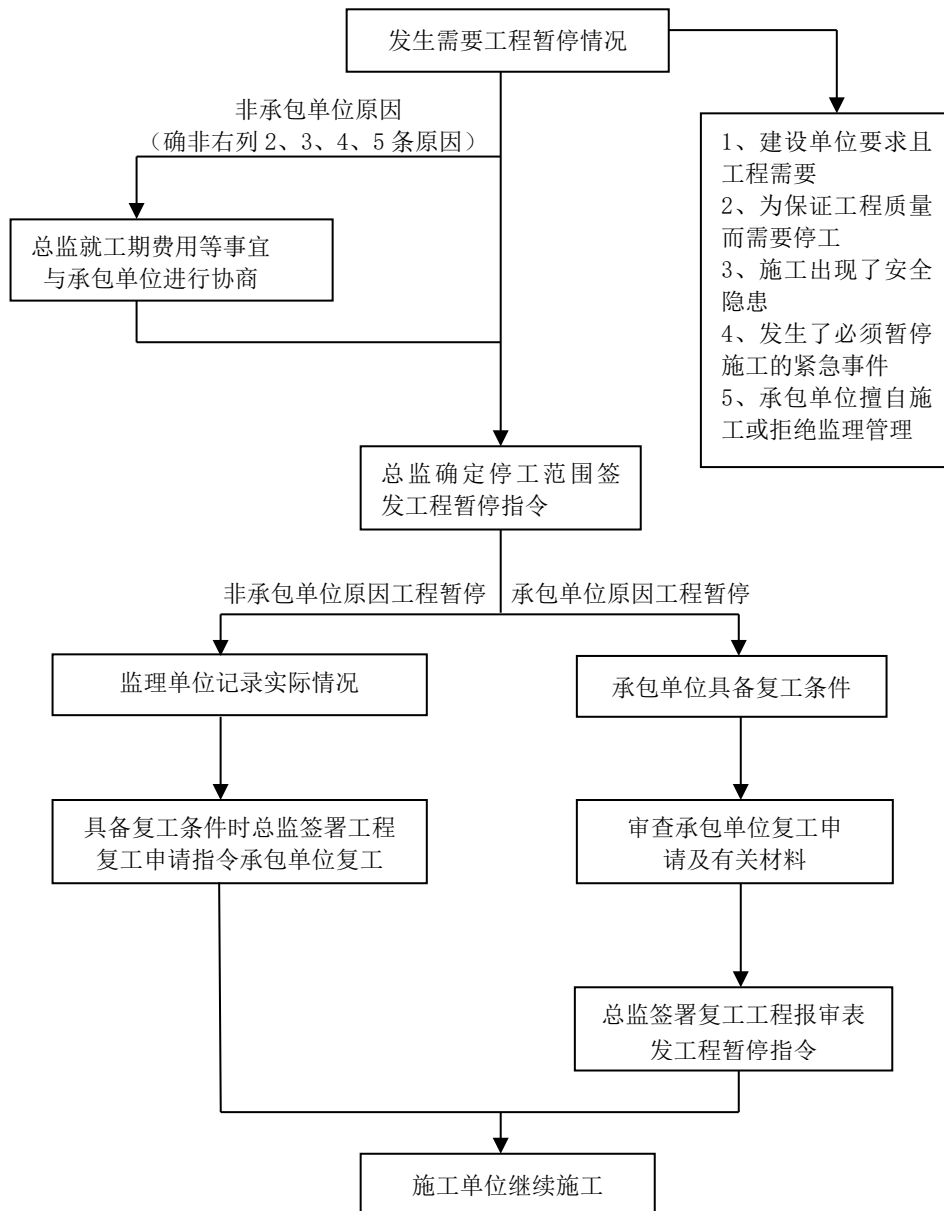 发生需要工程暂停情况
非承包单位原因
（确非右列 2、3、4、5 条原因）
1、建设单位要求且
工程需要
2、为保证工程质量
而需要停工
3、施工出现了安全
隐患
4、发生了必须暂停
施工的紧急事件
5、承包单位擅自施
工或拒绝监理管理
总监就工期费用等事宜
与承包单位进行协商
总监确定停工范围签
发工程暂停指令
非承包单位原因工程暂停
承包单位原因工程暂停
监理单位记录实际情况
承包单位具备复工条件
具备复工条件时总监签署工程
复工申请指令承包单位复工
审查承包单位复工申
请及有关材料
总监签署复工工程报审表
发工程暂停指令
施工单位继续施工